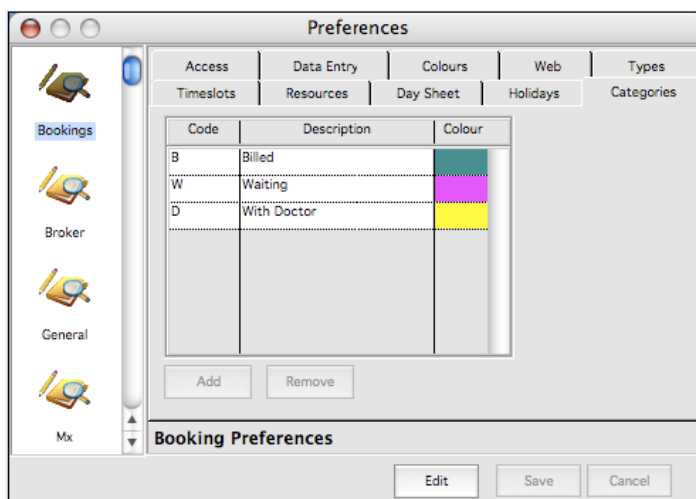 Preferences
Access Data Entry Colours Web Types
Timeslots Resources Day Sheet Holidays Categories
Bookings
Broker
General
Mx
Code Description Colour
B Billed
W Waiting
D With Doctor
Add Remove
Booking Preferences
Edit Save Cancel